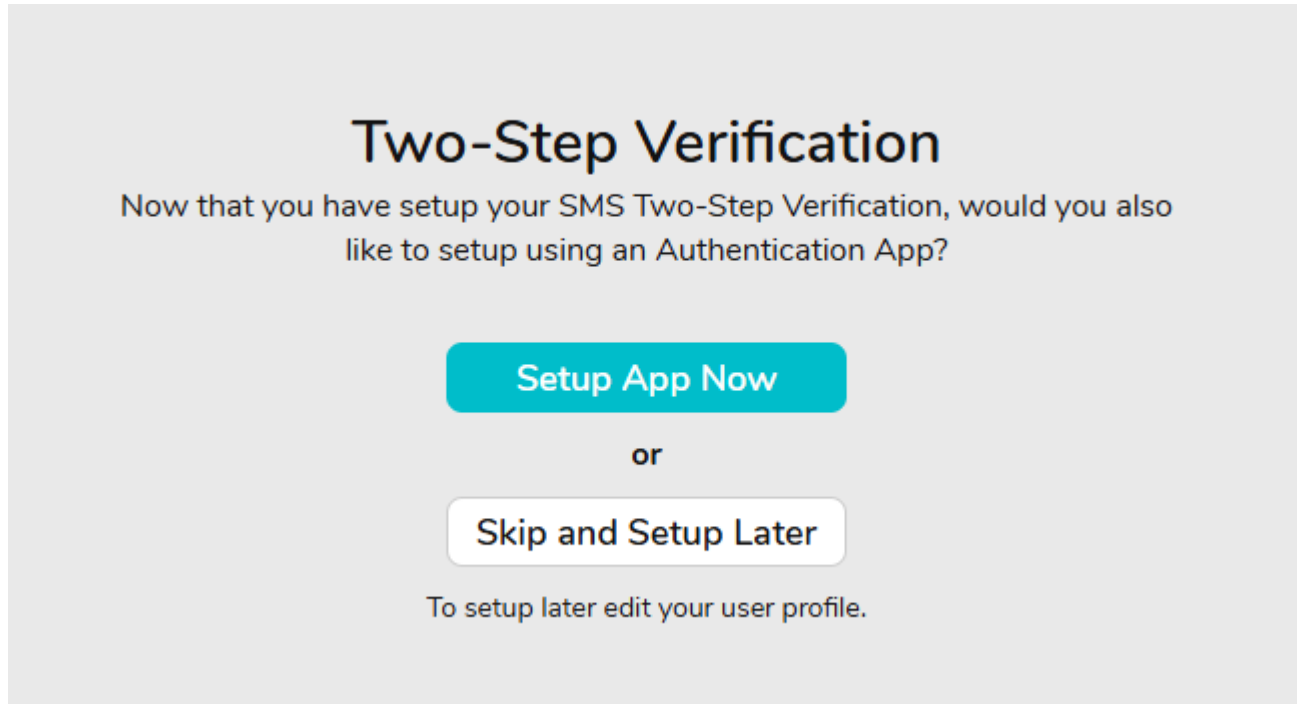 Two-Step Verification
Now that you have setup your SMS Two-Step Verification, would you also
like to setup using an Authentication App?
Setup App Now
or
Skip and Setup Later
To setup later edit your user profile.